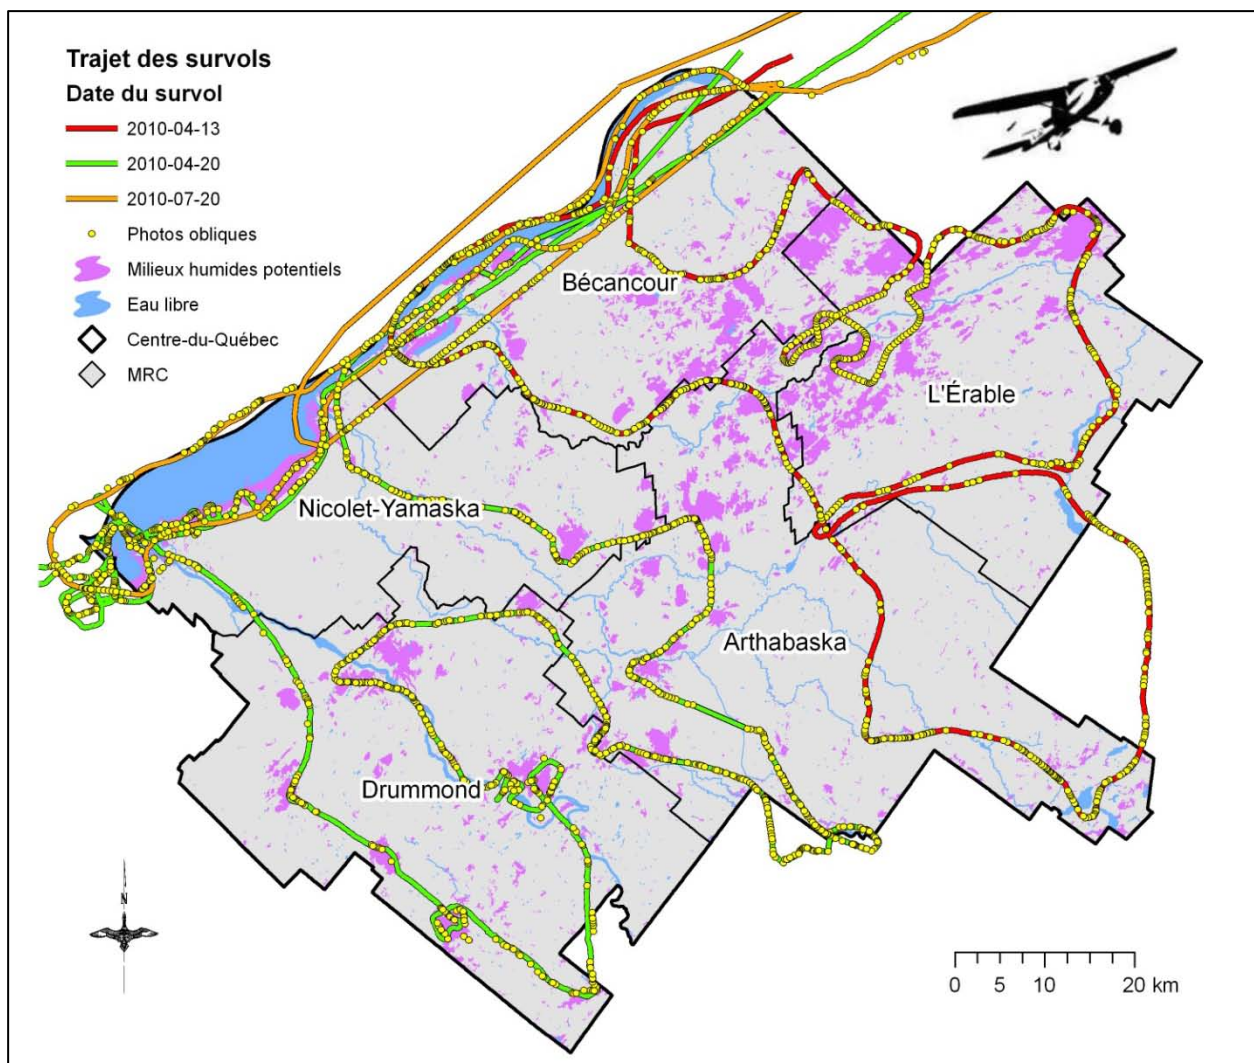 Trajet des survols
Date du survol
2010-04-13
2010-04-20
2010-07-20
Photos obliques
Milieux humides potentiels
Eau libre
Centre-du-Québec
MRC
Bécancour
L'Érable
Nicolet-Yamaska
Arthabaska
Drummond
N
0 5 10 20 km